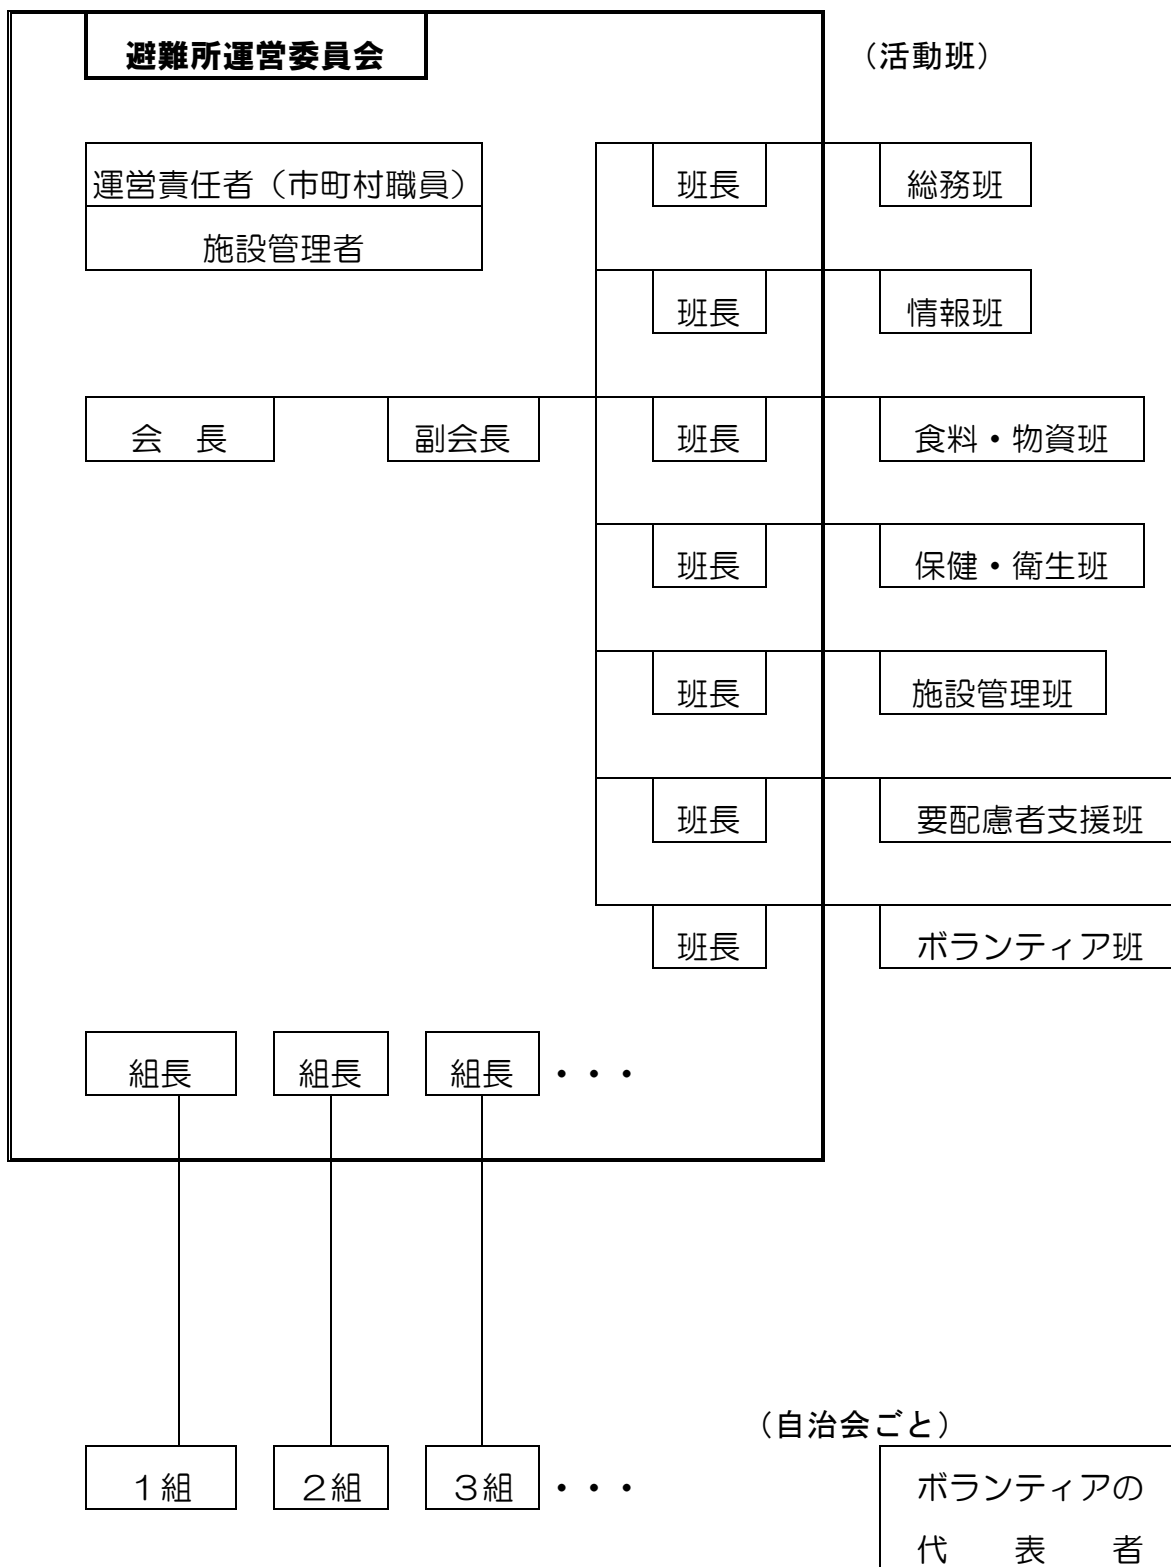 避難所運営委員会
（活動班）
運営責任者（市町村職員）
施設管理者
班長
総務班
班長
情報班
会　長
副会長
班長
食料・物資班
班長
保健・衛生班
班長
施設管理班
班長
要配慮者支援班
班長
ボランティア班
組長
組長
組長
・・・
（自治会ごと）
１組
２組
３組
・・・
ボランティアの
代　表　者